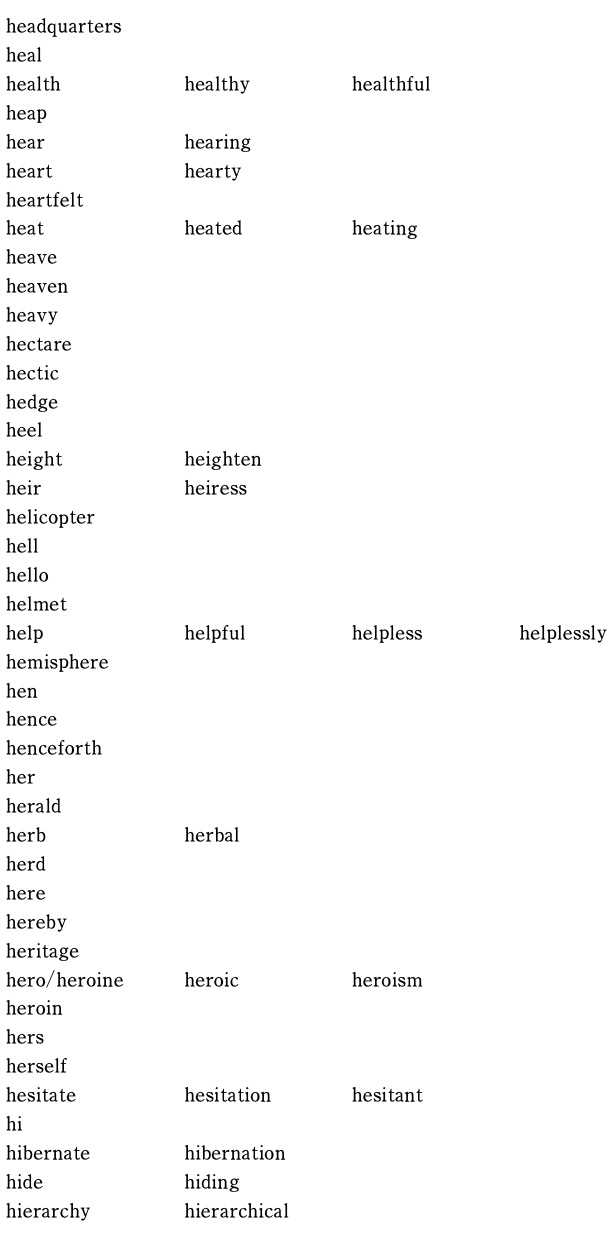 headquarters
heal
health healthy healthful
heap
hear hearing
heart hearty
heartfelt
heat heated heating
heave
heaven
heavy
hectare
hectic
hedge
heel
height heighten
heir heiress
helicopter
hell
hello
helmet
help helpful helpless helplessly
hemisphere
hen
hence
henceforth
her
herald
herb herbal
herd
here
hereby
heritage
hero/heroine heroic heroism
heroin
hers
herself
hesitate hesitation hesitant
hi
hibernate hibernation
hide hiding
hierarchy hierarchical